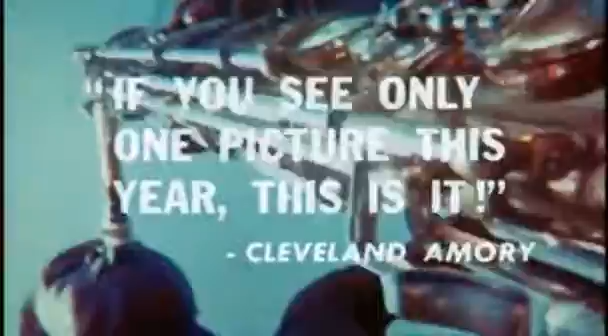 "IF YOU SEE ONLY
ONE PICTURE THIS
YEAR, THIS IS IT!"
- CLEVELAND AMORY